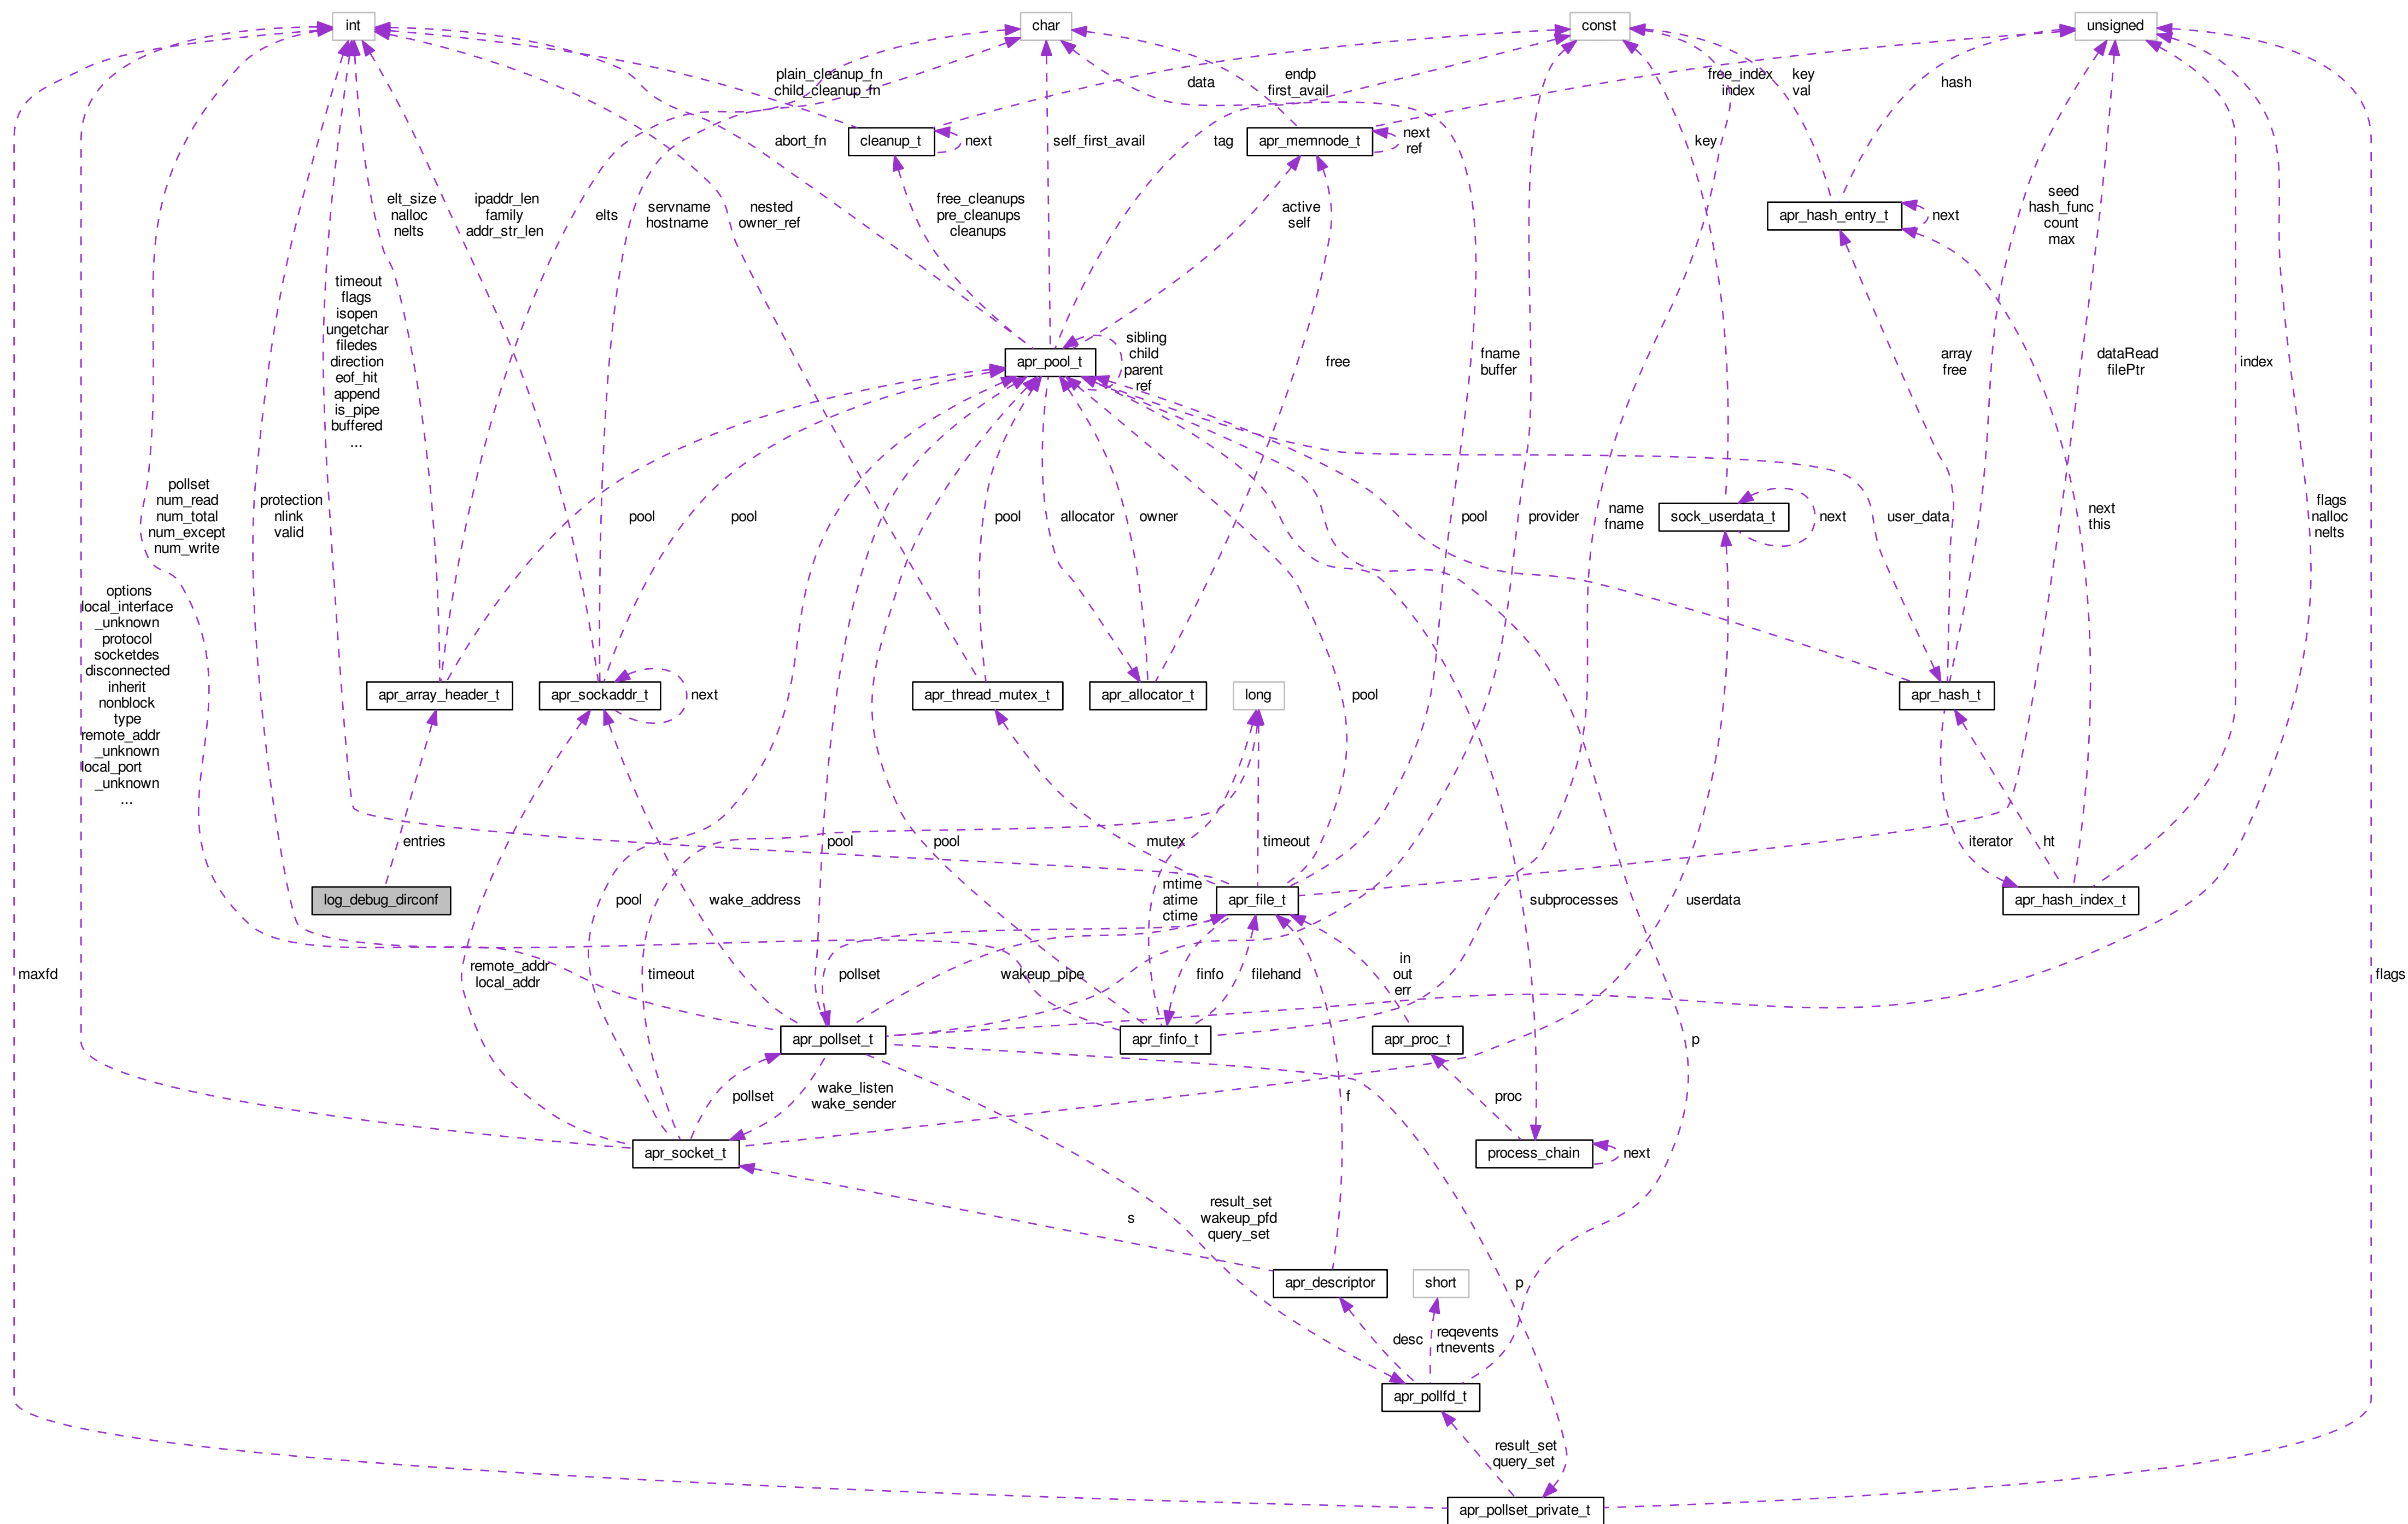 int
char
const
unsigned
plain_cleanup_fn
child_cleanup_fn
data
endp
first_avail
free_index
index
key
val
hash
abort_fn
cleanup_t
next
self_first_avail
tag
apr_memnode_t
next
ref
key
elt_size
nalloc
nelts
ipaddr_len
family
addr_str_len
elts
servname
hostname
nested
owner_ref
free_cleanups
pre_cleanups
cleanups
active
self
apr_hash_entry_t
next
seed
hash_func
count
max
timeout
flags
isopen
ungetchar
filedes
direction
eof_hit
append
is_pipe
buffered
...
apr_pool_t
sibling
child
parent
ref
free
fname
buffer
array
free
dataRead
filePtr
index
pollset
num_read
num_total
num_except
num_write
protection
nlink
valid
pool
pool
pool
allocator
owner
pool
provider
name
fname
sock_userdata_t
next
user_data
next
this
flags
nalloc
nelts
options
local_interface
_unknown
protocol
socketdes
disconnected
inherit
nonblock
type
remote_addr
_unknown
local_port
_unknown
...
apr_array_header_t
apr_sockaddr_t
next
apr_thread_mutex_t
apr_allocator_t
long
pool
apr_hash_t
entries
pool
pool
mutex
timeout
iterator
ht
log_debug_dirconf
pool
wake_address
mtime
atime
ctime
apr_file_t
subprocesses
userdata
apr_hash_index_t
maxfd
remote_addr
local_addr
timeout
pollset
wakeup_pipe
finfo
filehand
in
out
err
flags
apr_pollset_t
apr_finfo_t
apr_proc_t
p
pollset
wake_listen
wake_sender
f
proc
apr_socket_t
process_chain
next
s
result_set
wakeup_pfd
query_set
apr_descriptor
short
p
desc
reqevents
rtnevents
apr_pollfd_t
result_set
query_set
apr_pollset_private_t